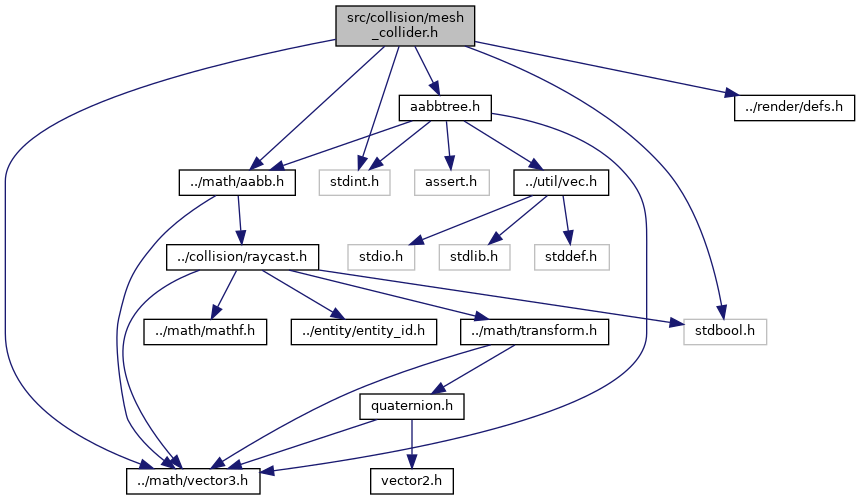 src/collision/mesh
_collider.h
aabbtree.h
../render/defs.h
../math/aabb.h
stdint.h
assert.h
../util/vec.h
../collision/raycast.h
stdio.h
stdlib.h
stddef.h
../math/mathf.h
../entity/entity_id.h
../math/transform.h
stdbool.h
quaternion.h
../math/vector3.h
vector2.h